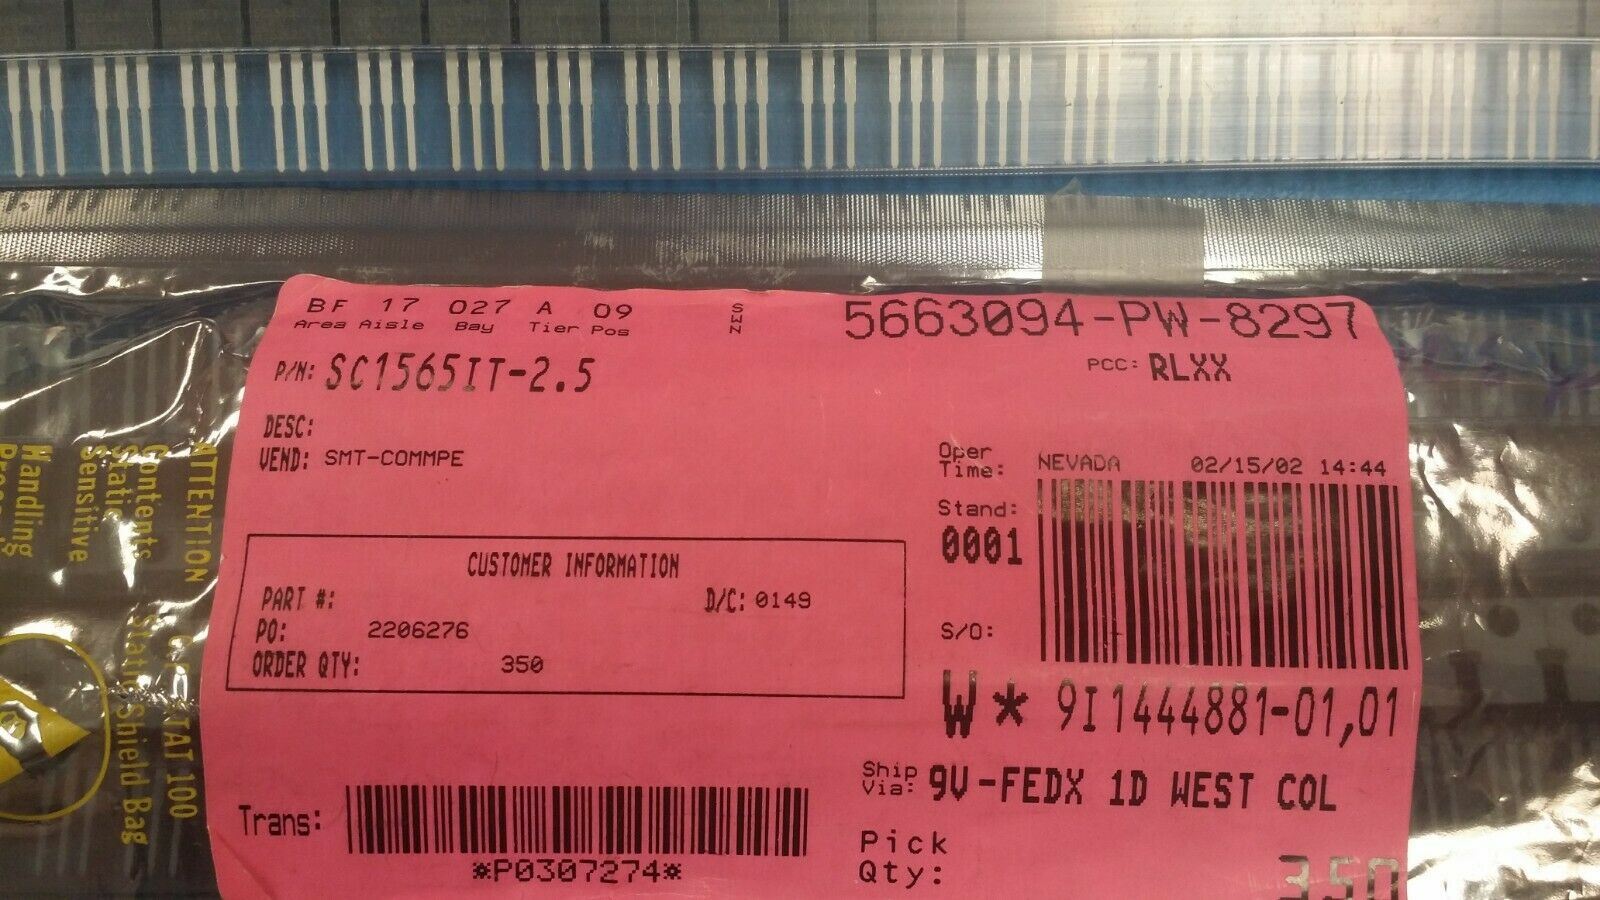 BF 17 027 A 09
Area Aisle Bay Tier Pos
SWN
5663094-PW-8297
P/N: SC1565IT-2.5
PCC: RLXX
DESC:
VEND: SMT-COMMPE
Oper
Time: NEVADA 02/15/02 14:44
Stand:
0001
CUSTOMER INFORMATION
PART #:
D/C: 0149
PO: 2206276
ORDER QTY: 350
S/O:
W* 9I1444881-01,01
Ship
Via: 9V-FEDX 1D WEST COL
Trans:
*P0307274*
Pick
Qty: 350
ATTENTION
Contents
Static
Sensitive
Handling
STAT 100
Static Shield Bag